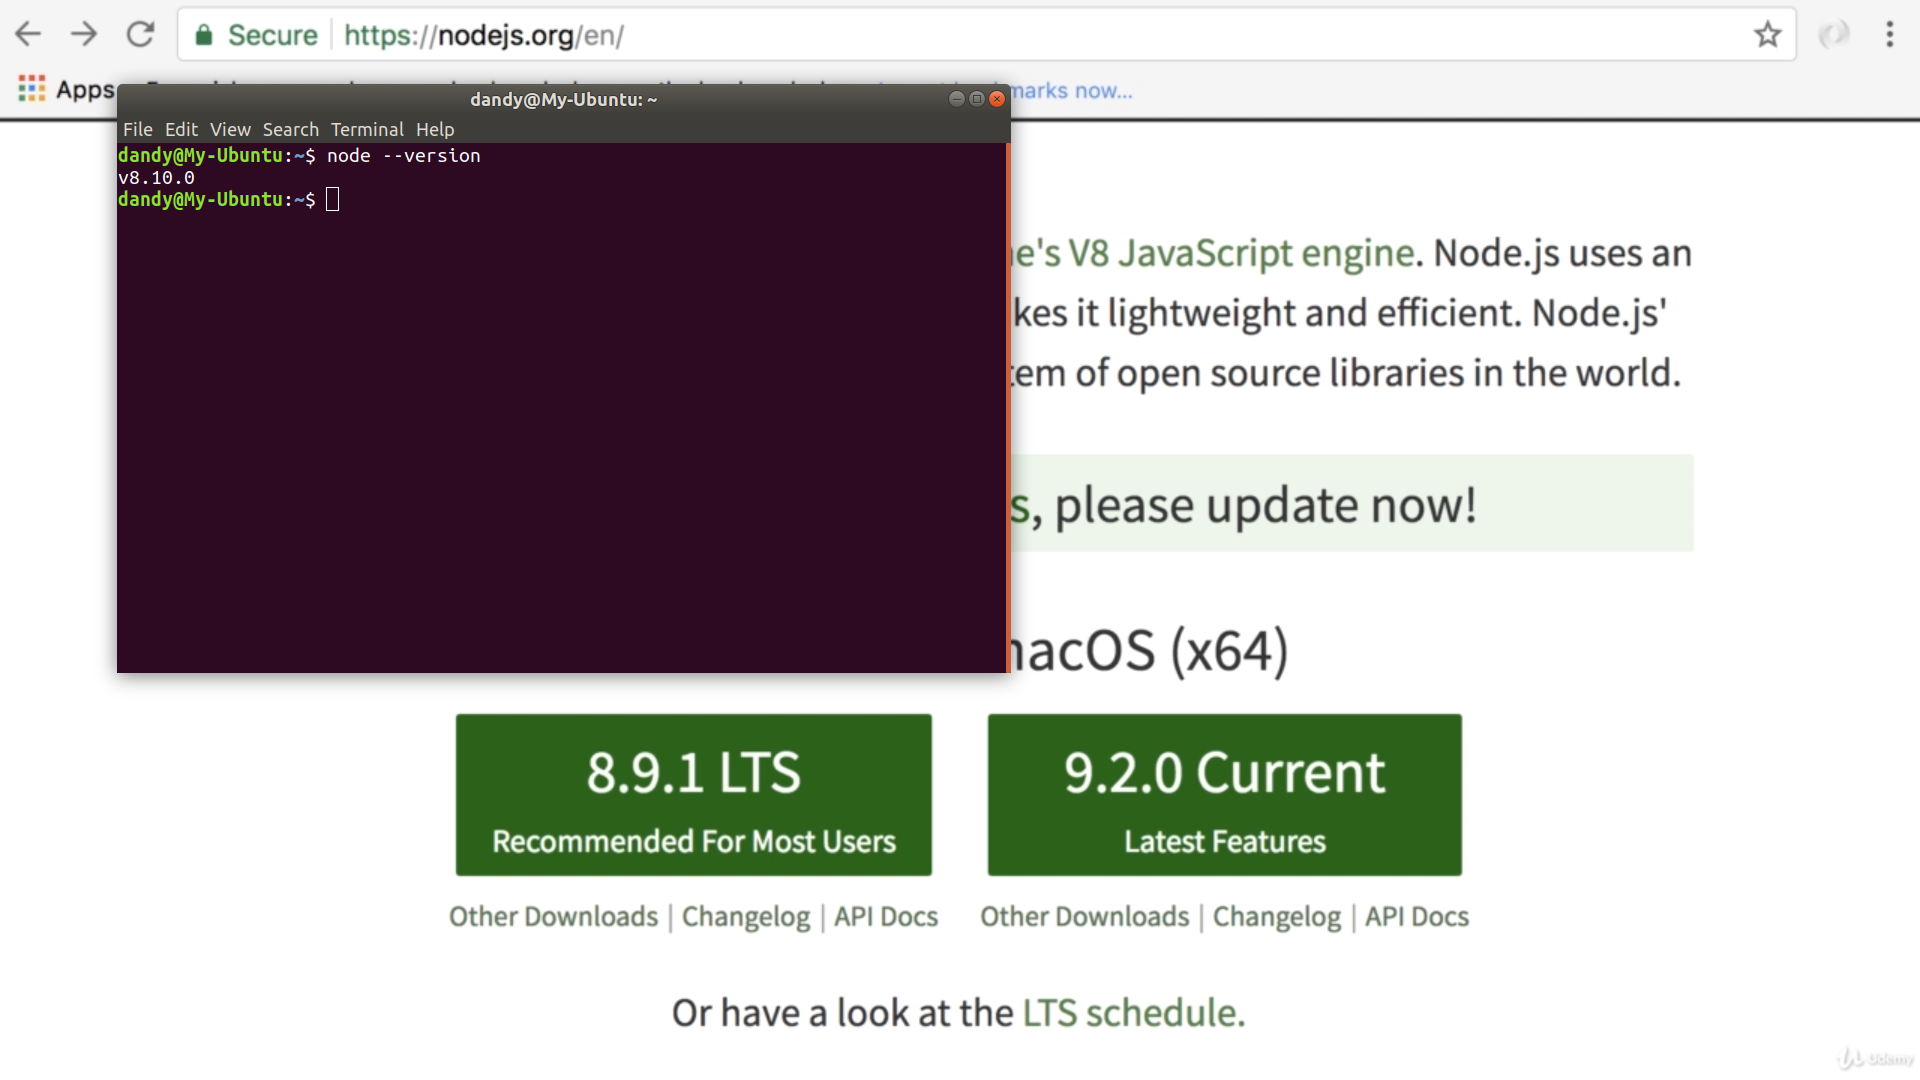 Secure https://nodejs.org/en/
Apps
marks now...
dandy@My-Ubuntu: ~
File Edit View Search Terminal Help
dandy@My-Ubuntu:~$ node --version
v8.10.0
dandy@My-Ubuntu:~$
e's V8 JavaScript engine. Node.js uses an
kes it lightweight and efficient. Node.js'
tem of open source libraries in the world.
s, please update now!
acOS (x64)
8.9.1 LTS
Recommended For Most Users
9.2.0 Current
Latest Features
Other Downloads | Changelog | API Docs
Other Downloads | Changelog | API Docs
Or have a look at the LTS schedule.
Udemy